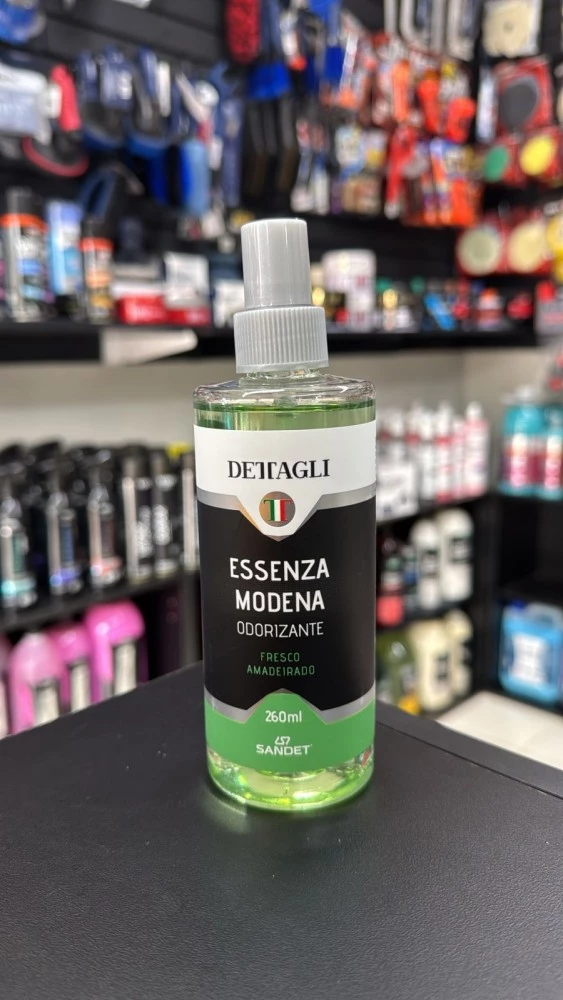 DETTAGLI
ESSENZA
MODENA
ODORIZANTE
FRESCO
AMADEIRADO
260ml
SANDET